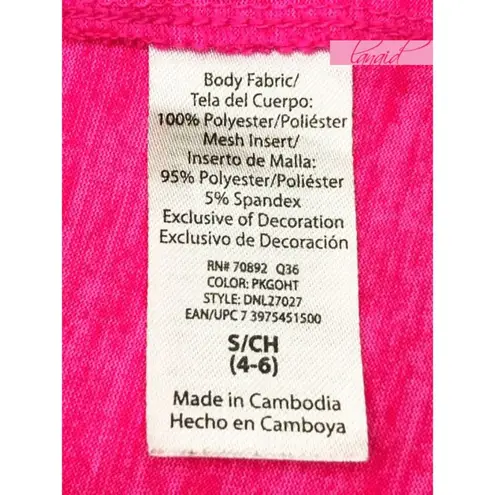 lanaid
Body Fabric/
Tela del Cuerpo:
100% Polyester/Poliéster
Mesh Insert/
Inserto de Malla:
95% Polyester/Poliéster
5% Spandex
Exclusive of Decoration
Exclusivo de Decoración
RN# 70892 Q36
COLOR: PKGOHT
STYLE: DNL27027
EAN/UPC 7 3975451500
S/CH
(4-6)
Made in Cambodia
Hecho en Camboya